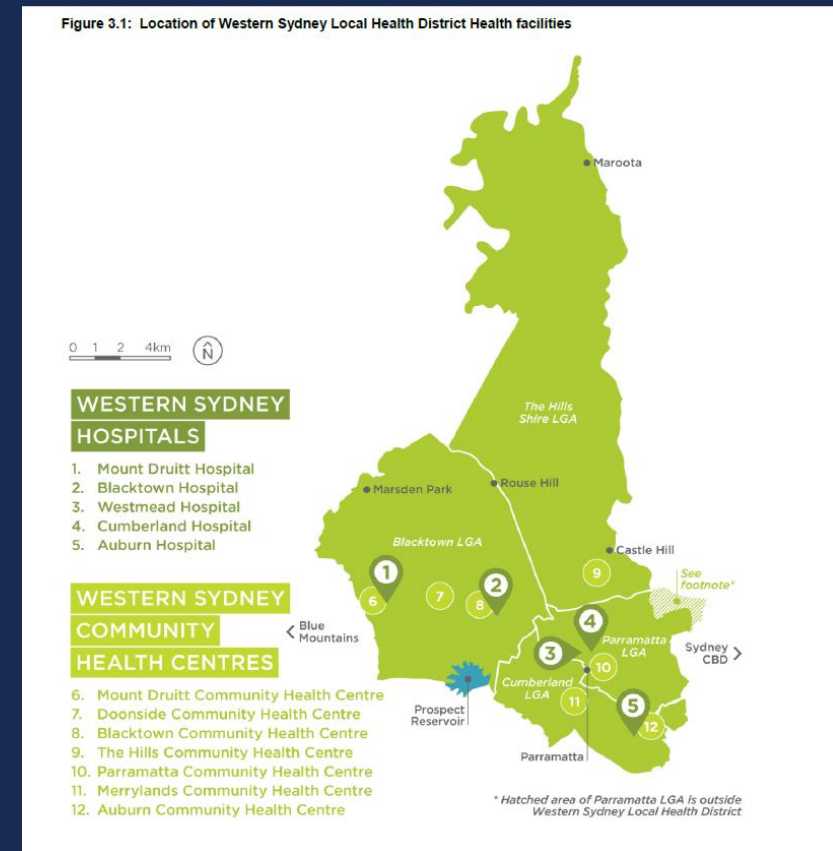 Figure 3.1: Location of Western Sydney Local Health District Health facilities
Maroota
0 1 2 4km
N
WESTERN SYDNEY
HOSPITALS
1. Mount Druitt Hospital
2. Blacktown Hospital
3. Westmead Hospital
4. Cumberland Hospital
5. Auburn Hospital
WESTERN SYDNEY
COMMUNITY
HEALTH CENTRES
6. Mount Druitt Community Health Centre
7. Doonside Community Health Centre
8. Blacktown Community Health Centre
9. The Hills Community Health Centre
10. Parramatta Community Health Centre
11. Merrylands Community Health Centre
12. Auburn Community Health Centre
The Hills
Shire LGA
Marsden Park
Rouse Hill
Blacktown LGA
Castle Hill
1
6
7
2
8
9
See
footnote*
< Blue
Mountains
4
Parramatta
LGA
Sydney
CBD >
3
10
Cumberland
LGA
11
5
12
Prospect
Reservoir
Parramatta
* Hatched area of Parramatta LGA is outside
Western Sydney Local Health District